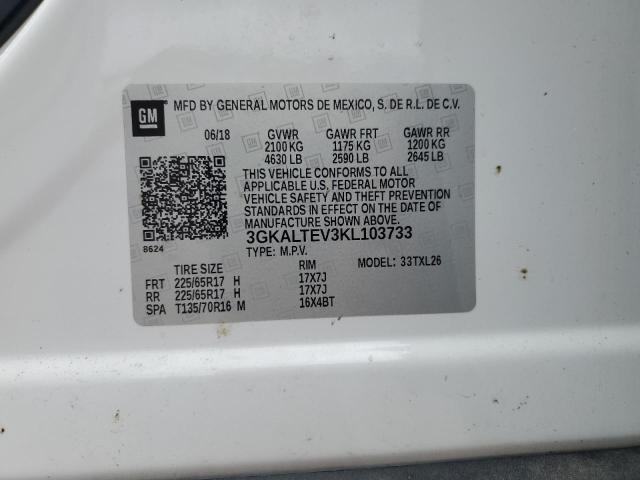 GM
MFD BY GENERAL MOTORS DE MEXICO, S. DE R.L. DE C.V.
06/18 GVWR GAWR FRT GAWR RR
2100 KG 1175 KG 1200 KG
4630 LB 2590 LB 2645 LB
THIS VEHICLE CONFORMS TO ALL
APPLICABLE U.S. FEDERAL MOTOR
VEHICLE SAFETY AND THEFT PREVENTION
STANDARDS IN EFFECT ON THE DATE OF
MANUFACTURE SHOWN ABOVE.
8624
3GKALTEV3KL103733
TYPE: M.P.V.
TIRE SIZE RIM MODEL: 33TXL26
FRT 225/65R17 H 17X7J
RR 225/65R17 H 17X7J
SPA T135/70R16 M 16X4BT